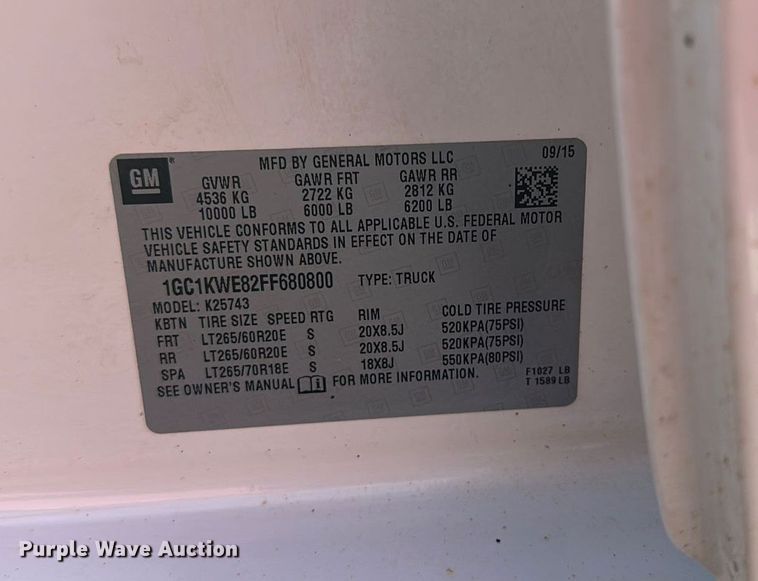 GM
MFD BY GENERAL MOTORS LLC 09/15
GVWR GAWR FRT GAWR RR
4536 KG 2722 KG 2812 KG
10000 LB 6000 LB 6200 LB
THIS VEHICLE CONFORMS TO ALL APPLICABLE U.S. FEDERAL MOTOR
VEHICLE SAFETY STANDARDS IN EFFECT ON THE DATE OF
MANUFACTURE SHOWN ABOVE.
1GC1KWE82FF680800 TYPE: TRUCK
MODEL: K25743
KBTN TIRE SIZE SPEED RTG RIM COLD TIRE PRESSURE
FRT LT265/60R20E S 20X8.5J 520KPA(75PSI)
RR LT265/60R20E S 20X8.5J 520KPA(75PSI)
SPA LT265/70R18E S 18X8J 550KPA(80PSI)
SEE OWNER'S MANUAL FOR MORE INFORMATION.
F1027 LB
T 1589 LB
Purple Wave Auction